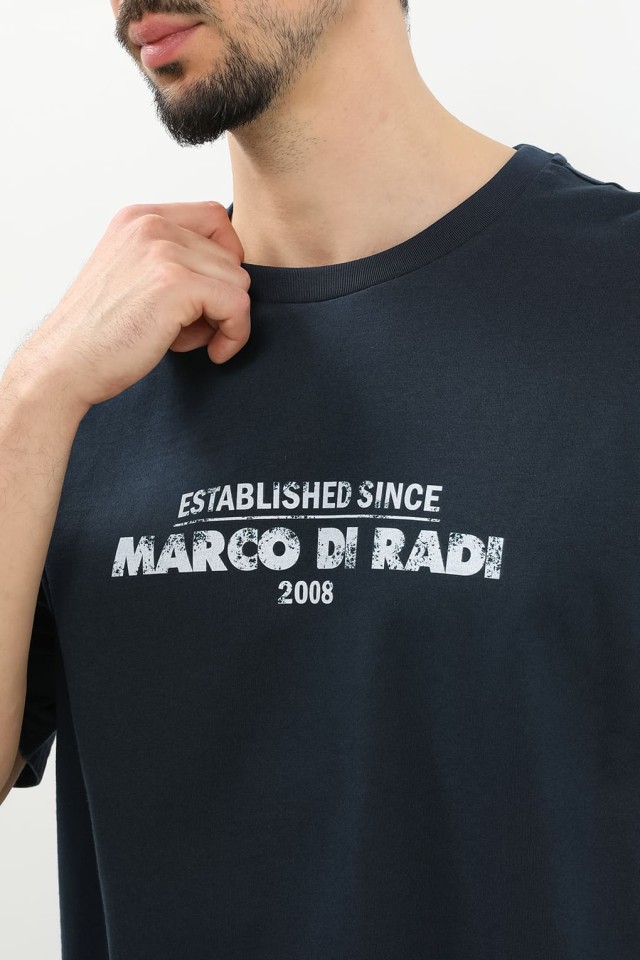 ESTABLISHED SINCE
MARCO DI RADI
2008